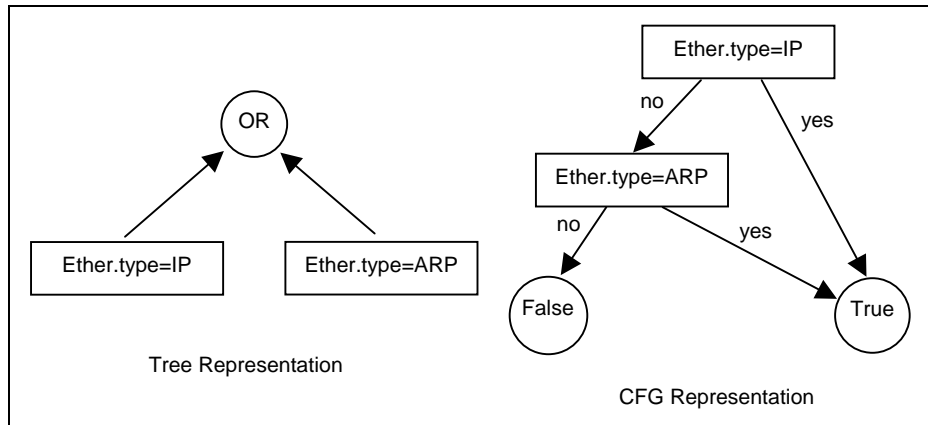 Ether.type=IP
no
yes
OR
Ether.type=ARP
no
yes
Ether.type=IP
Ether.type=ARP
False
True
Tree Representation
CFG Representation